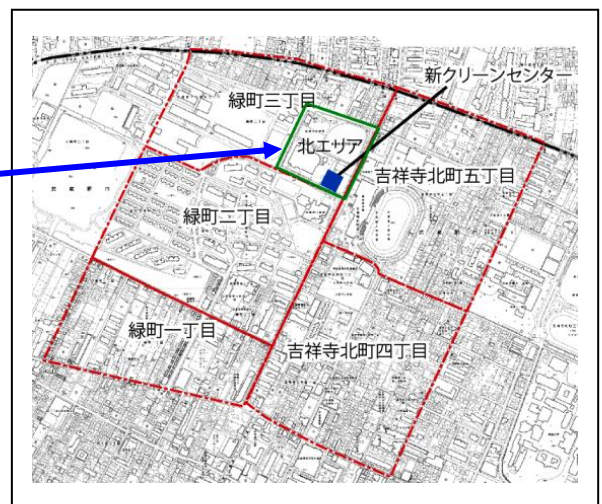 新クリーンセンター
緑町三丁目
北エリア
吉祥寺北町五丁目
緑町二丁目
緑町一丁目
吉祥寺北町四丁目